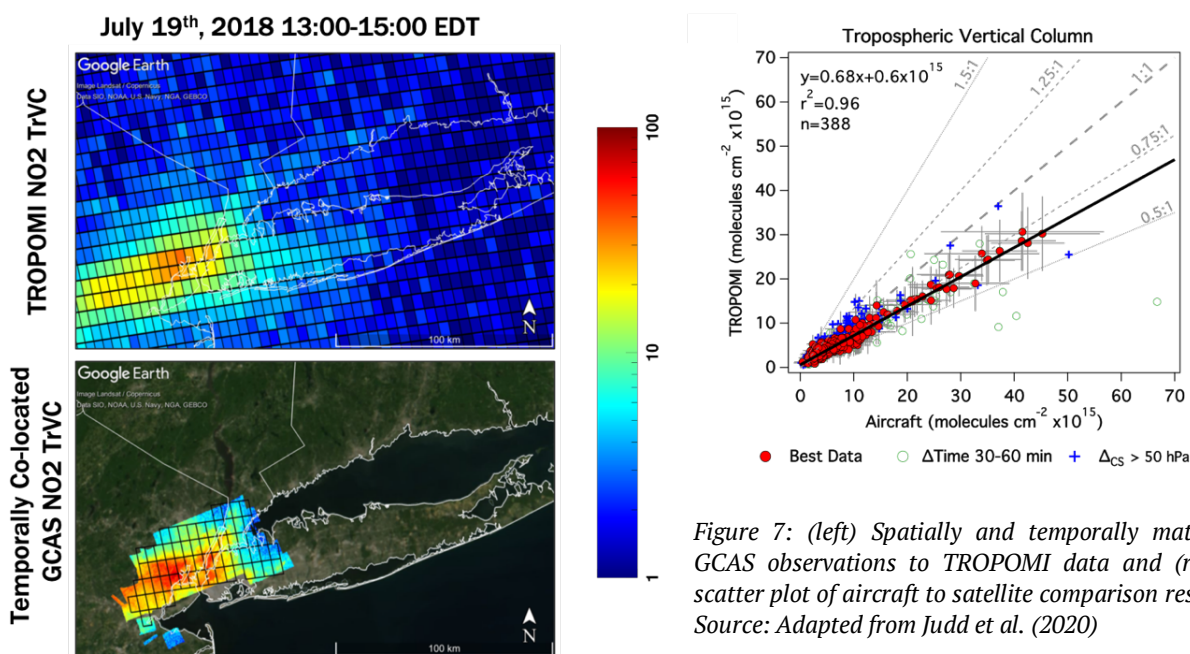 July 19th, 2018 13:00-15:00 EDT
TROPOMI NO2 TrVC
Google Earth
Image Landsat / Copernicus
Data SIO, NOAA, U.S. Navy, NGA, GEBCO
N
100 km
Temporally Co-located
GCAS NO2 TrVC
Google Earth
Image Landsat / Copernicus
Data SIO, NOAA, U.S. Navy, NGA, GEBCO
N
100 km
100
10
1
Tropospheric Vertical Column
y=0.68x+0.6x10^15
r^2=0.96
n=388
1.5:1
1.25:1
1:1
0.75:1
0.5:1
TROPOMI (molecules cm^-2 x10^15)
70
60
50
40
30
20
10
0
0 10 20 30 40 50 60 70
Aircraft (molecules cm^-2 x10^15)
Best Data ΔTime 30-60 min Δ_CS > 50 hPa
Figure 7: (left) Spatially and temporally mat
GCAS observations to TROPOMI data and (r
scatter plot of aircraft to satellite comparison res
Source: Adapted from Judd et al. (2020)